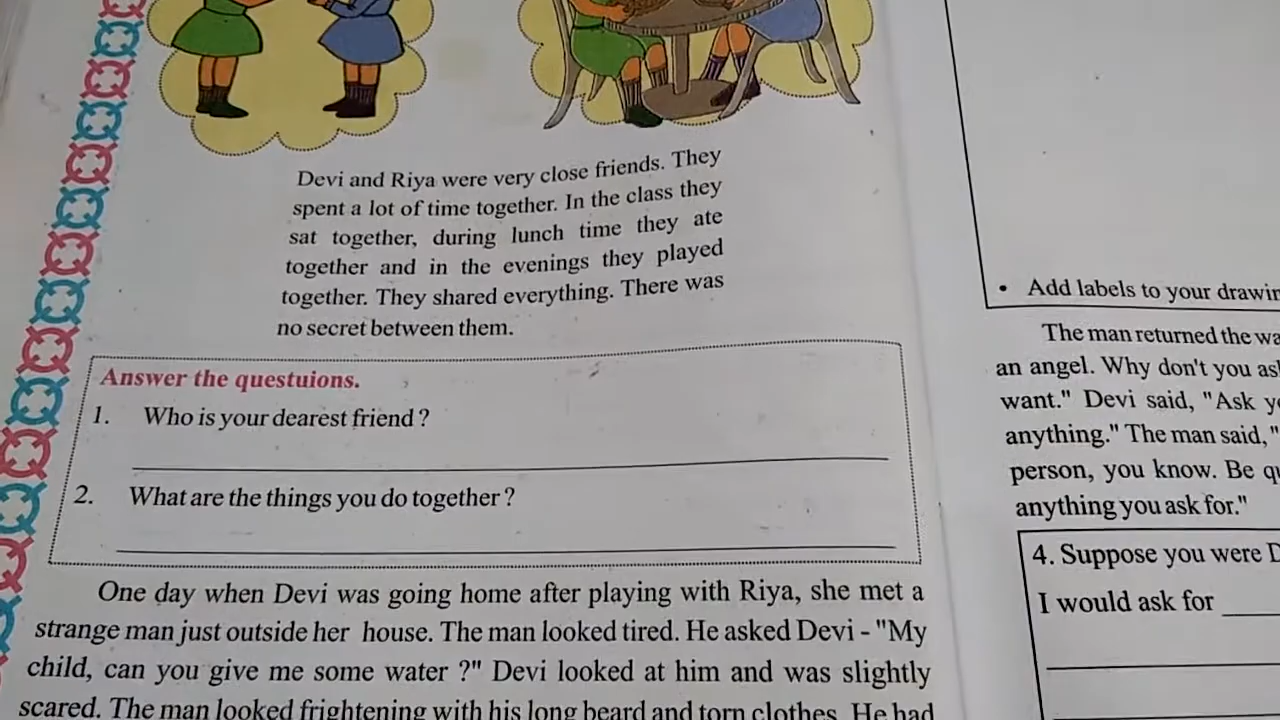 Devi and Riya were very close friends. They
spent a lot of time together. In the class they
sat together, during lunch time they ate
together and in the evenings they played
together. They shared everything. There was
no secret between them.
Answer the questuions.
1. Who is your dearest friend ?
2. What are the things you do together ?
One day when Devi was going home after playing with Riya, she met a
strange man just outside her house. The man looked tired. He asked Devi - "My
child, can you give me some water ?" Devi looked at him and was slightly
scared. The man looked frightening with his long beard and torn clothes. He had
• Add labels to your
The man returned the
an angel. Why don't you
want." Devi said, "Ask
anything." The man said, "
person, you know. Be
anything you ask for."
4. Suppose you were
I would ask for